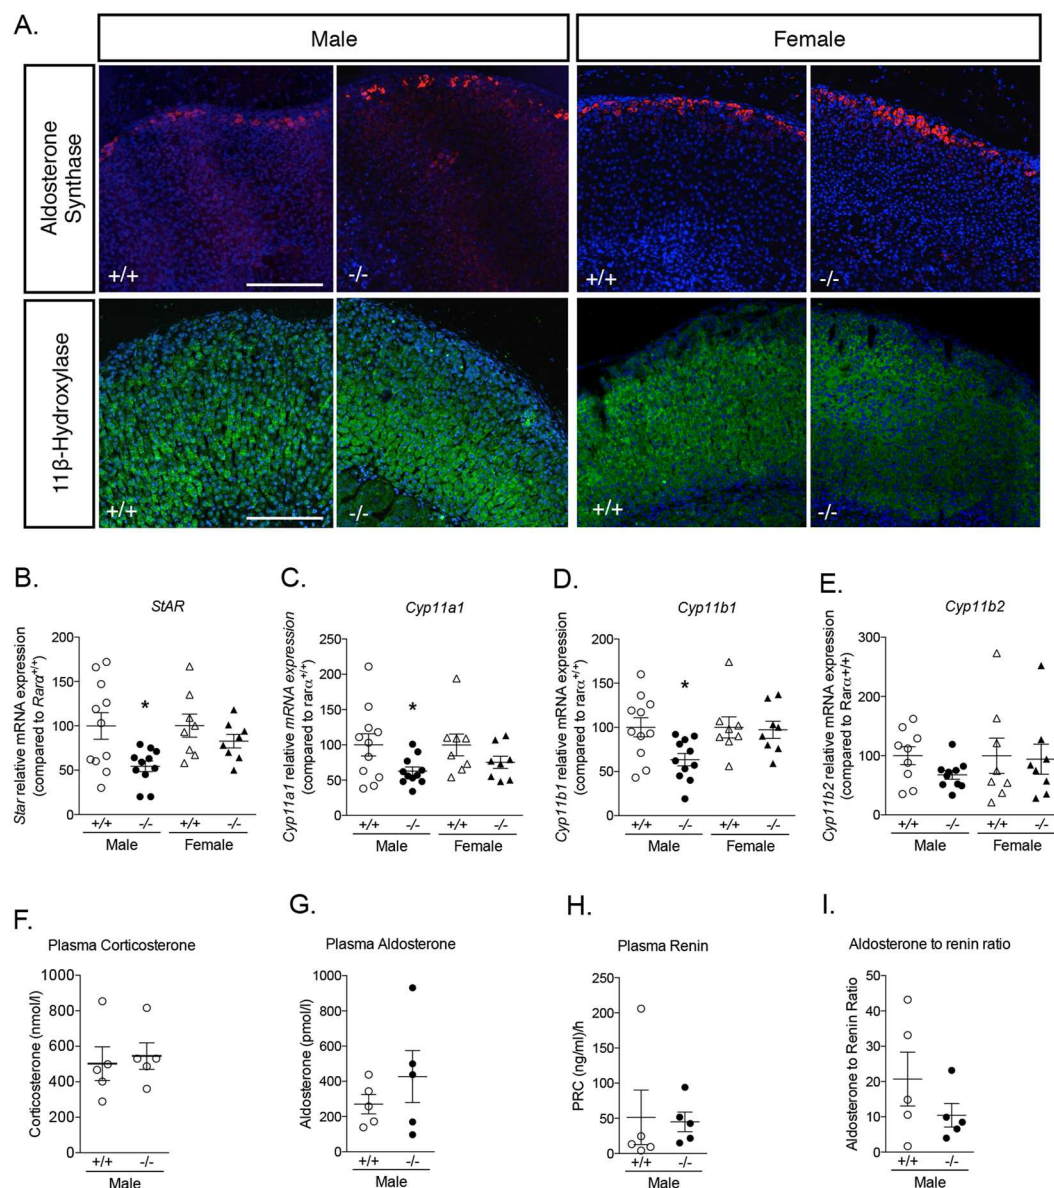 A.
Male
Female
Aldosterone
Synthase
+/+
-/-
+/+
-/-
11β-Hydroxylase
+/+
-/-
+/+
-/-
B.
StAR
Star relative mRNA expression
(compared to Rarα+/+)
200
150
100
50
0
*
+/+
-/-
+/+
-/-
Male
Female
C.
Cyp11a1
Cyp11a1 relative mRNA expression
(compared to rarα+/+)
250
200
150
100
50
0
*
+/+
-/-
+/+
-/-
Male
Female
D.
Cyp11b1
Cyp11b1 relative mRNA expression
(compared to rarα+/+)
200
150
100
50
0
*
+/+
-/-
+/+
-/-
Male
Female
E.
Cyp11b2
Cyp11b2 relative mRNA expression
(compared to Rarα+/+)
300
200
100
0
+/+
-/-
+/+
-/-
Male
Female
F.
Plasma Corticosterone
Corticosterone (nmol/l)
1000
800
600
400
200
0
+/+
-/-
Male
G.
Plasma Aldosterone
Aldosterone (pmol/l)
1000
800
600
400
200
0
+/+
-/-
Male
H.
Plasma Renin
PRC (ng/ml)/h
250
200
150
100
50
0
+/+
-/-
Male
I.
Aldosterone to renin ratio
Aldosterone to Renin Ratio
50
40
30
20
10
0
+/+
-/-
Male